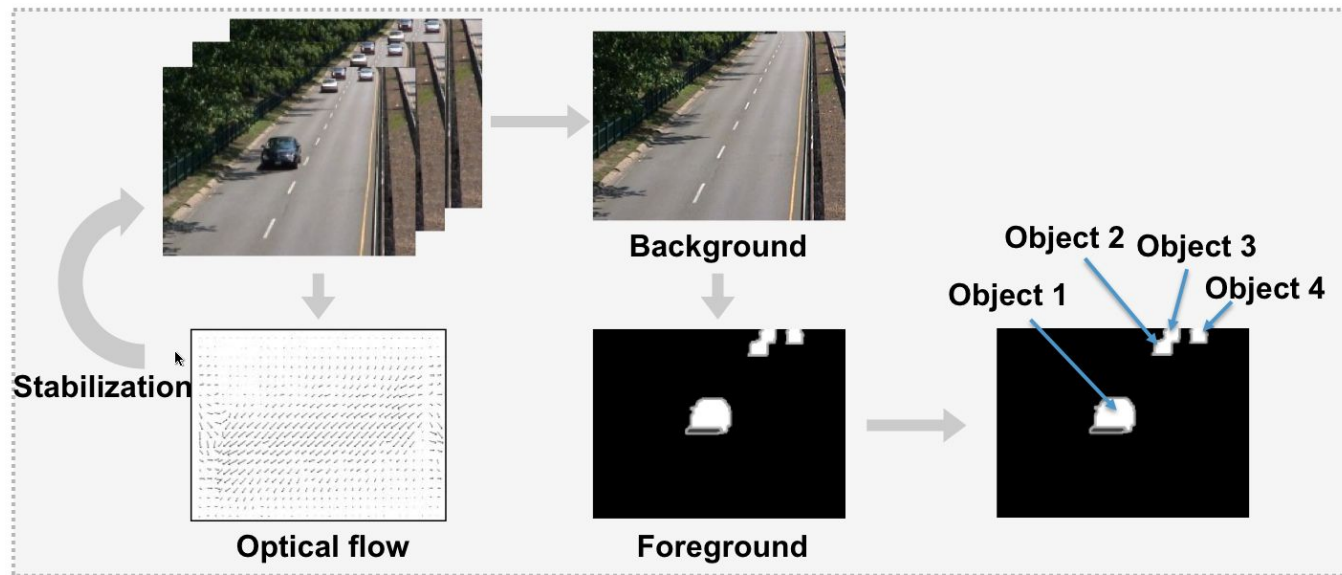 Background
Object 2
Object 3
Object 1
Object 4
Stabilization
Optical flow
Foreground